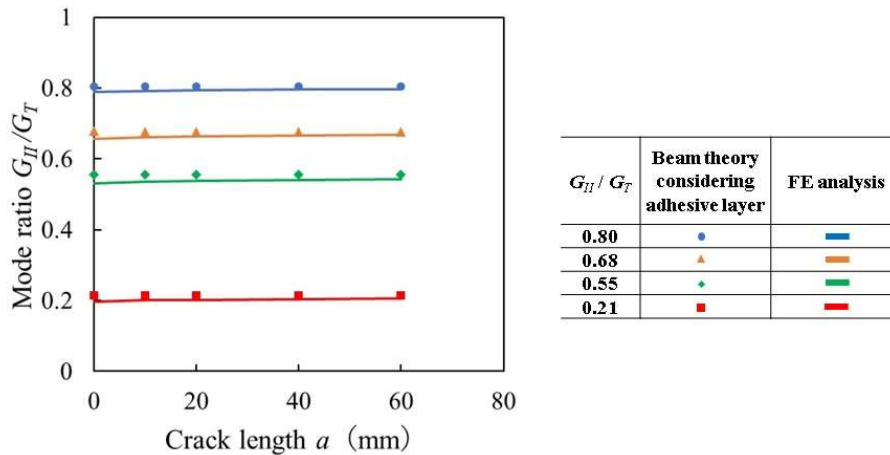 1
0.8
0.6
0.4
0.2
0
0 20 40 60 80
Mode ratio G_II/G_T
Crack length a (mm)
G_II / G_T
Beam theory
considering
adhesive layer
FE analysis
0.80
0.68
0.55
0.21